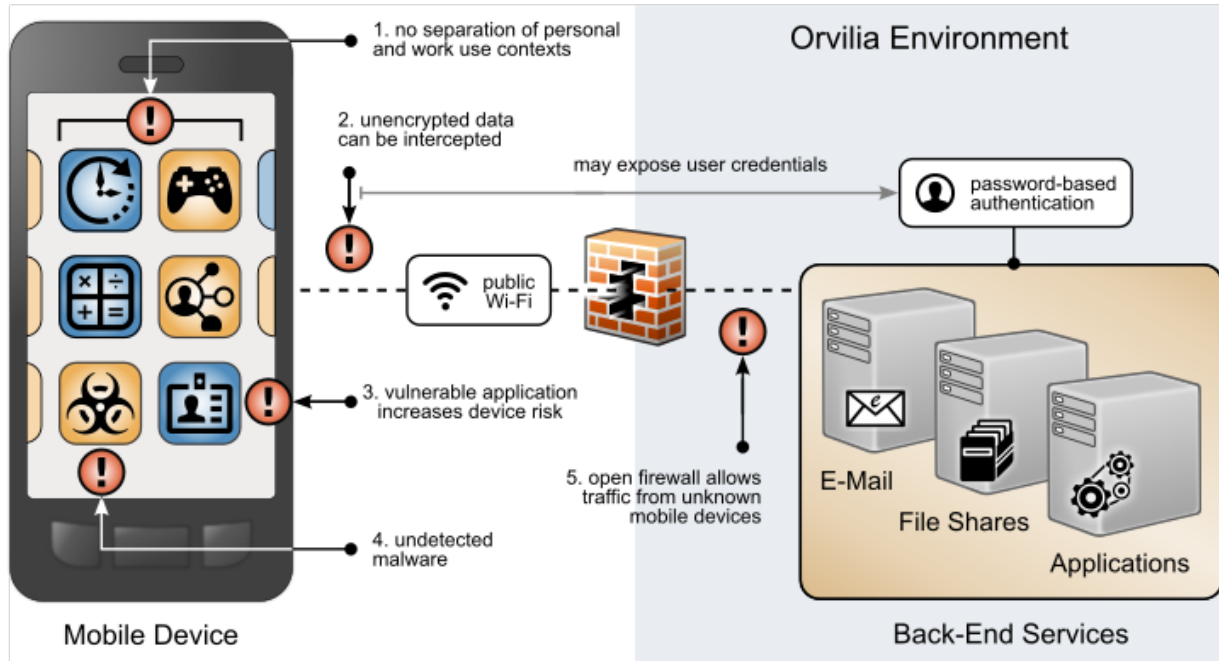 1. no separation of personal
and work use contexts
Orvilia Environment
2. unencrypted data
can be intercepted
may expose user credentials
password-based
authentication
public
Wi-Fi
3. vulnerable application
increases device risk
4. undetected
malware
5. open firewall allows
traffic from unknown
mobile devices
e
E-Mail
File Shares
Applications
Mobile Device
Back-End Services